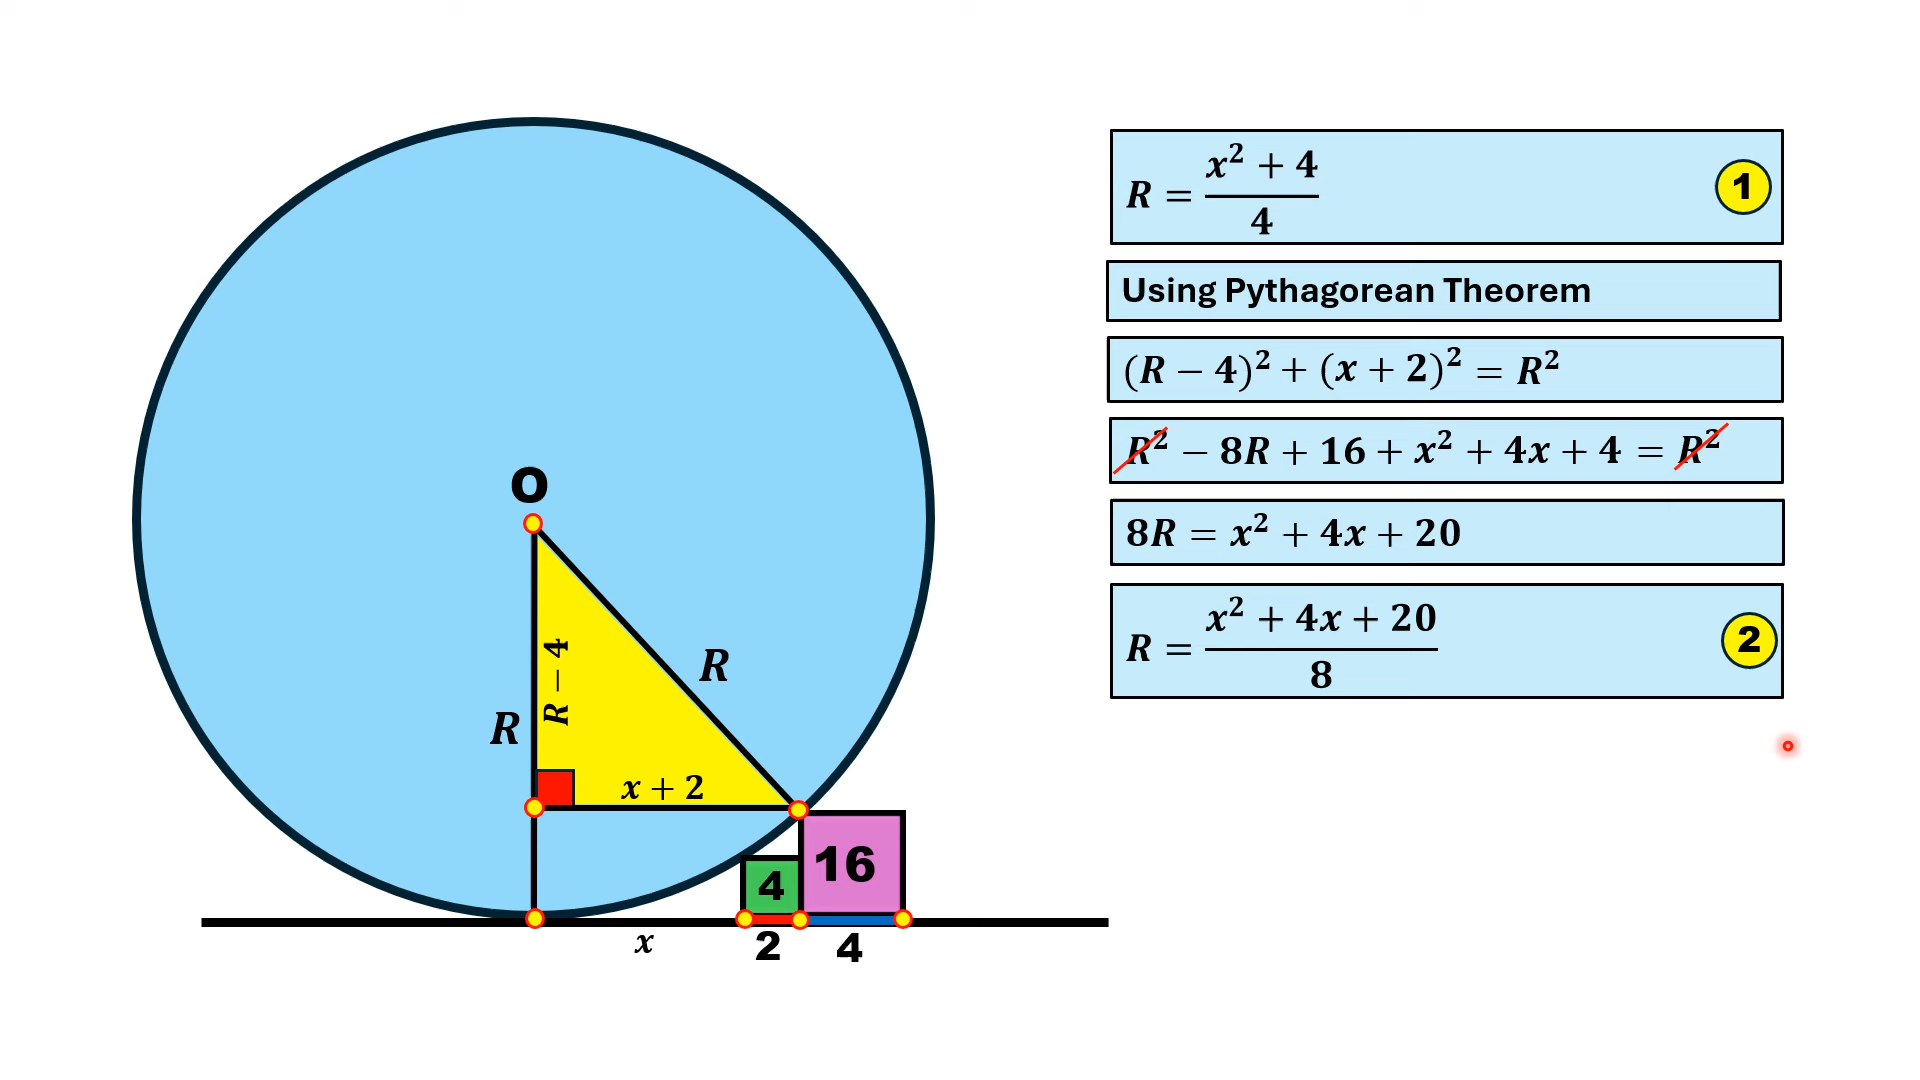 R = (x² + 4)/4
1
Using Pythagorean Theorem
(R − 4)² + (x + 2)² = R²
R² − 8R + 16 + x² + 4x + 4 = R²
8R = x² + 4x + 20
R = (x² + 4x + 20)/8
2
O
R
R − 4
R
x + 2
4
16
x
2
4